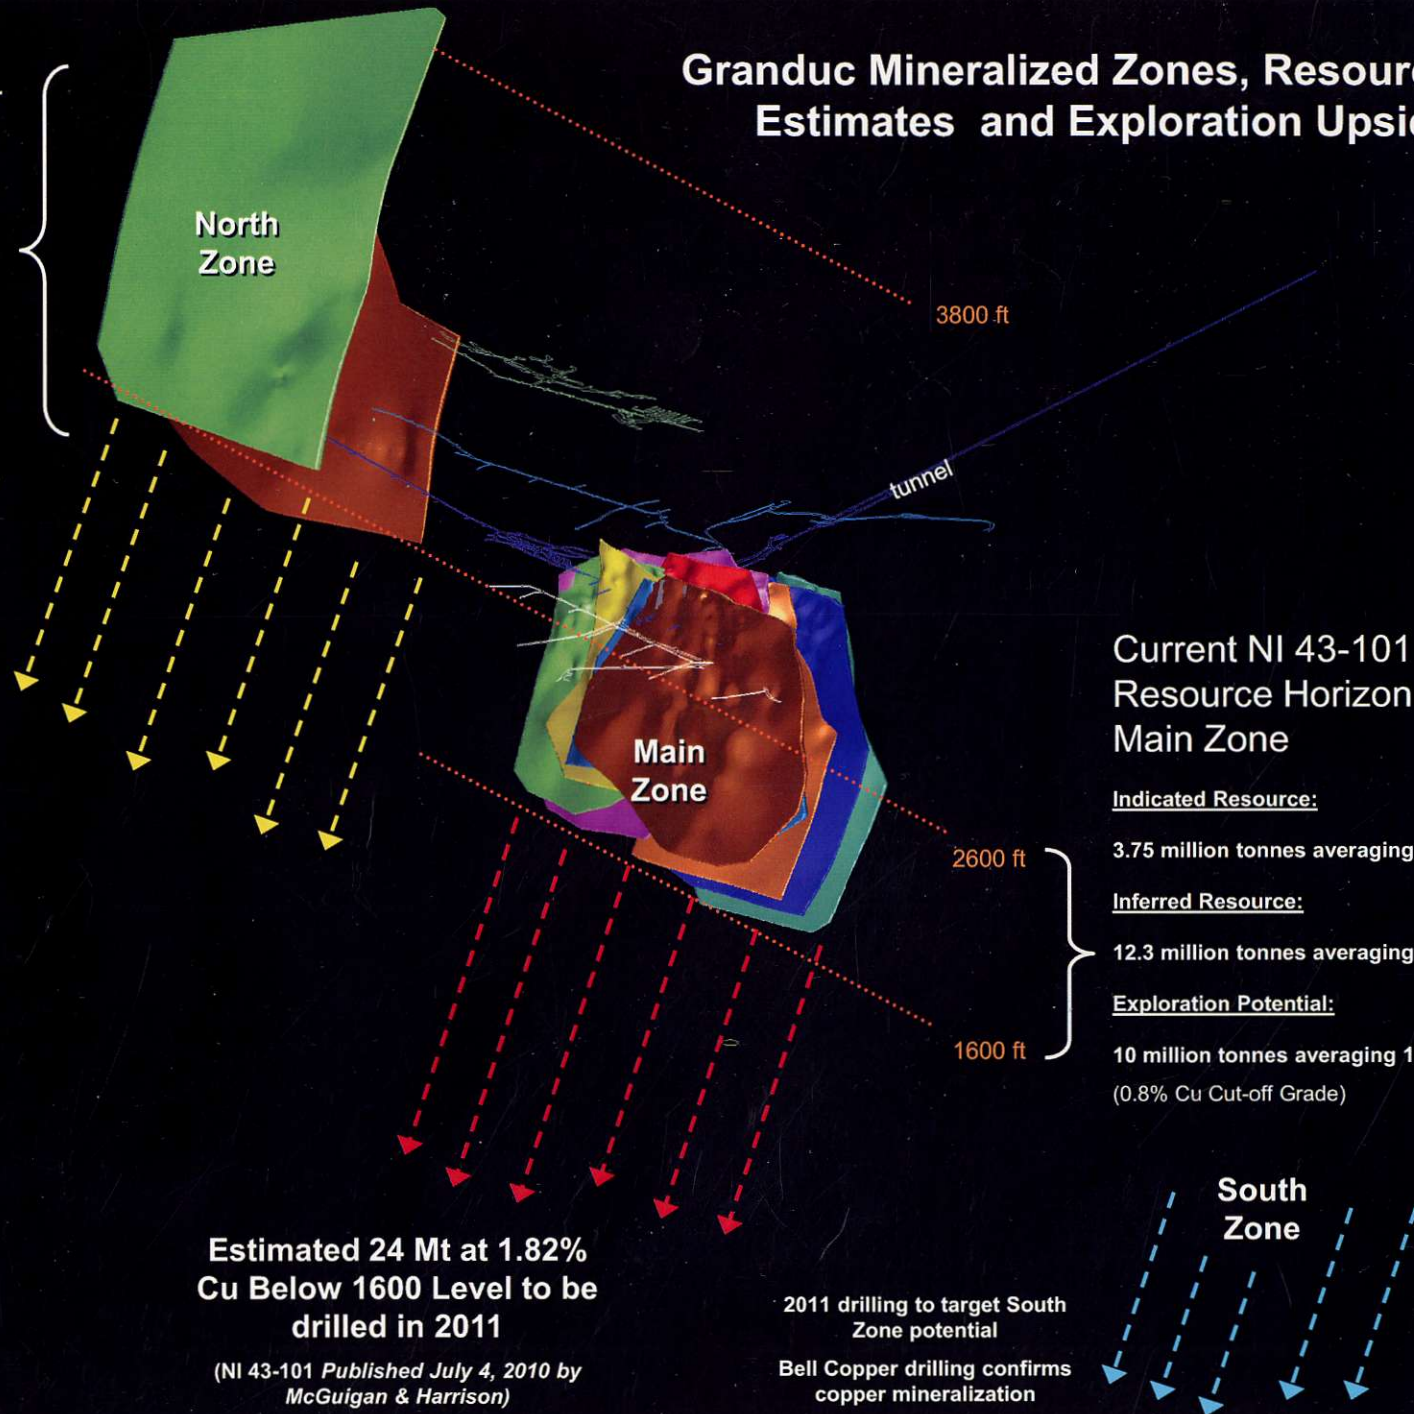 Granduc Mineralized Zones, Resour
Estimates and Exploration Upsi
North
Zone
3800 ft
tunnel
Current NI 43-101
Resource Horizon
Main Zone
Indicated Resource:
3.75 million tonnes averaging
Inferred Resource:
12.3 million tonnes averaging
Exploration Potential:
10 million tonnes averaging 1
(0.8% Cu Cut-off Grade)
Main
Zone
2600 ft
1600 ft
South
Zone
Estimated 24 Mt at 1.82%
Cu Below 1600 Level to be
drilled in 2011
(NI 43-101 Published July 4, 2010 by
McGuigan & Harrison)
2011 drilling to target South
Zone potential
Bell Copper drilling confirms
copper mineralization